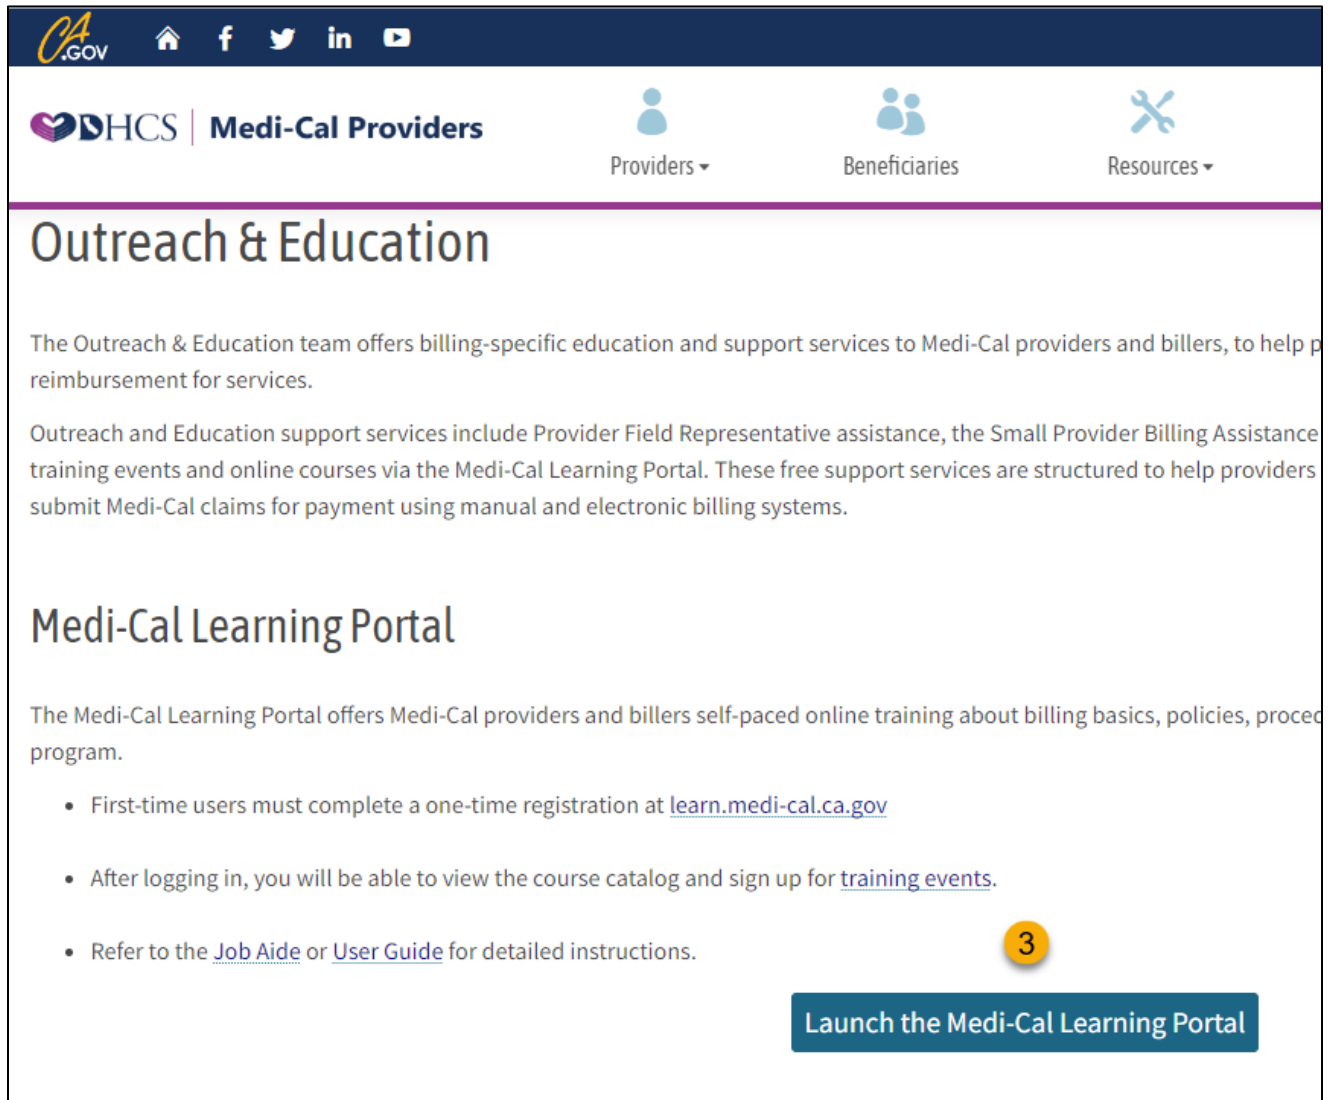 CA.GOV
f in
DHCS | Medi-Cal Providers
Providers
Beneficiaries
Resources
Outreach & Education
The Outreach & Education team offers billing-specific education and support services to Medi-Cal providers and billers, to help p
reimbursement for services.
Outreach and Education support services include Provider Field Representative assistance, the Small Provider Billing Assistance
training events and online courses via the Medi-Cal Learning Portal. These free support services are structured to help providers
submit Medi-Cal claims for payment using manual and electronic billing systems.
Medi-Cal Learning Portal
The Medi-Cal Learning Portal offers Medi-Cal providers and billers self-paced online training about billing basics, policies, proced
program.
• First-time users must complete a one-time registration at learn.medi-cal.ca.gov
• After logging in, you will be able to view the course catalog and sign up for training events.
• Refer to the Job Aide or User Guide for detailed instructions.
3
Launch the Medi-Cal Learning Portal